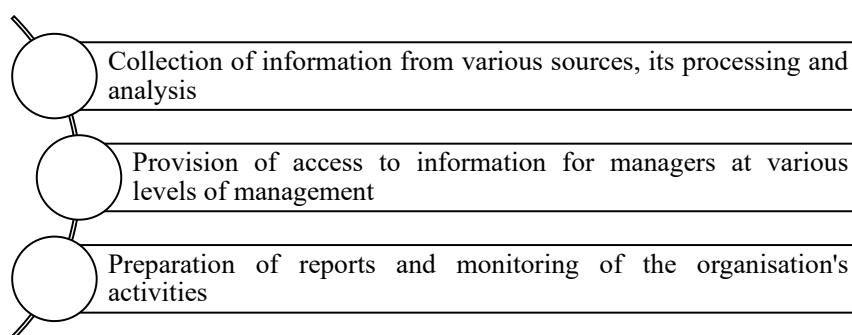 Collection of information from various sources, its processing and
analysis
Provision of access to information for managers at various
levels of management
Preparation of reports and monitoring of the organisation's
activities